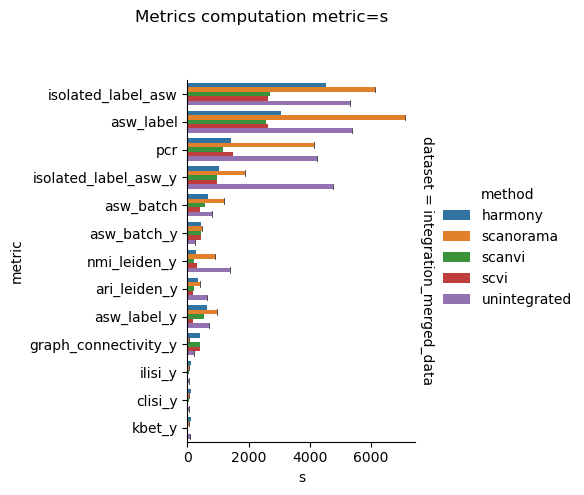 Metrics computation metric=s
isolated_label_asw
asw_label
pcr
isolated_label_asw_y
asw_batch
asw_batch_y
nmi_leiden_y
ari_leiden_y
asw_label_y
graph_connectivity_y
ilisi_y
clisi_y
kbet_y
metric
0 2000 4000 6000
s
dataset = integration_merged_data
method
harmony
scanorama
scanvi
scvi
unintegrated